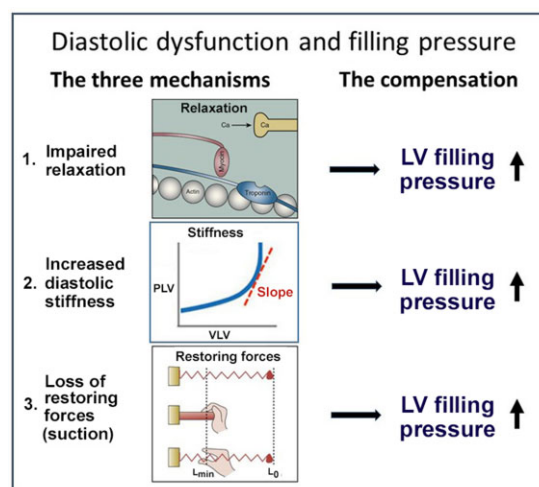 Diastolic dysfunction and filling pressure
The three mechanisms
The compensation
Relaxation
Ca
Ca
Myosin
Actin
Troponin
1. Impaired
relaxation
LV filling
pressure
Stiffness
2. Increased
diastolic
stiffness
PLV
Slope
VLV
LV filling
pressure
Restoring forces
3. Loss of
restoring
forces
(suction)
Lmin
L0
LV filling
pressure